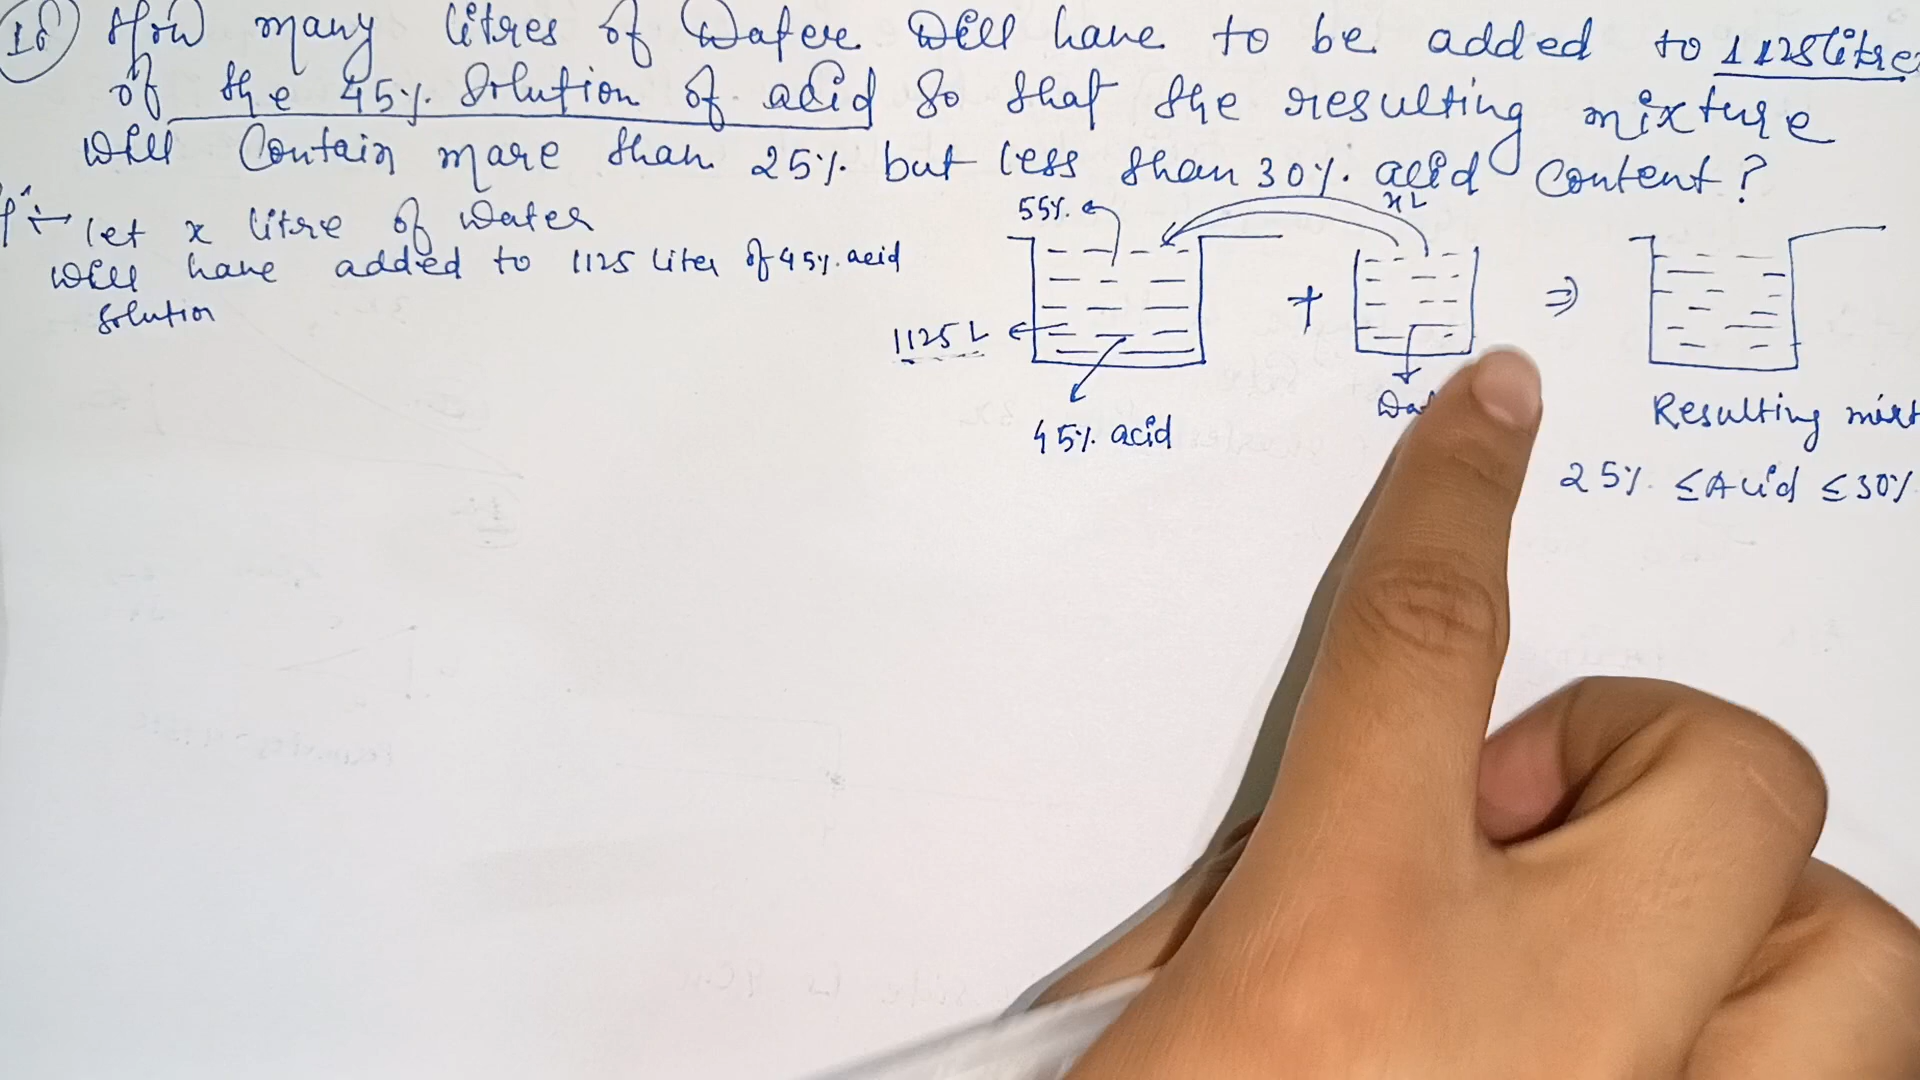 18 How many litres of Water Will have to be added to 1125 litre
of the 45% Solution of acid So that the resulting mixture
Will Contain more than 25% but less than 30% acid Content?
let x litre of Water
Will have added to 1125 liter of 45% acid
Solution
55%
x L
1125 L
+
⇒
45% acid
Resulting
25% ≤ Acid ≤ 30%